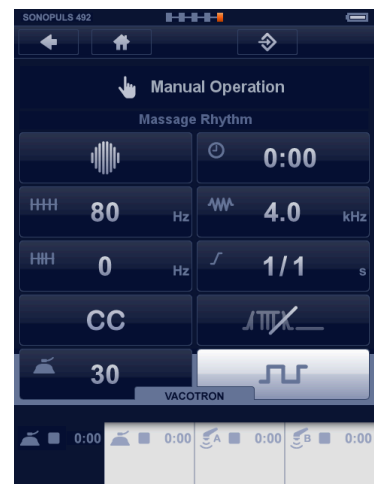 SONOPULS 492
Manual Operation
Massage Rhythm
0:00
80 Hz
4.0 kHz
0 Hz
1/1 s
CC
30
VACOTRON
0:00
0:00
A 0:00
B 0:00